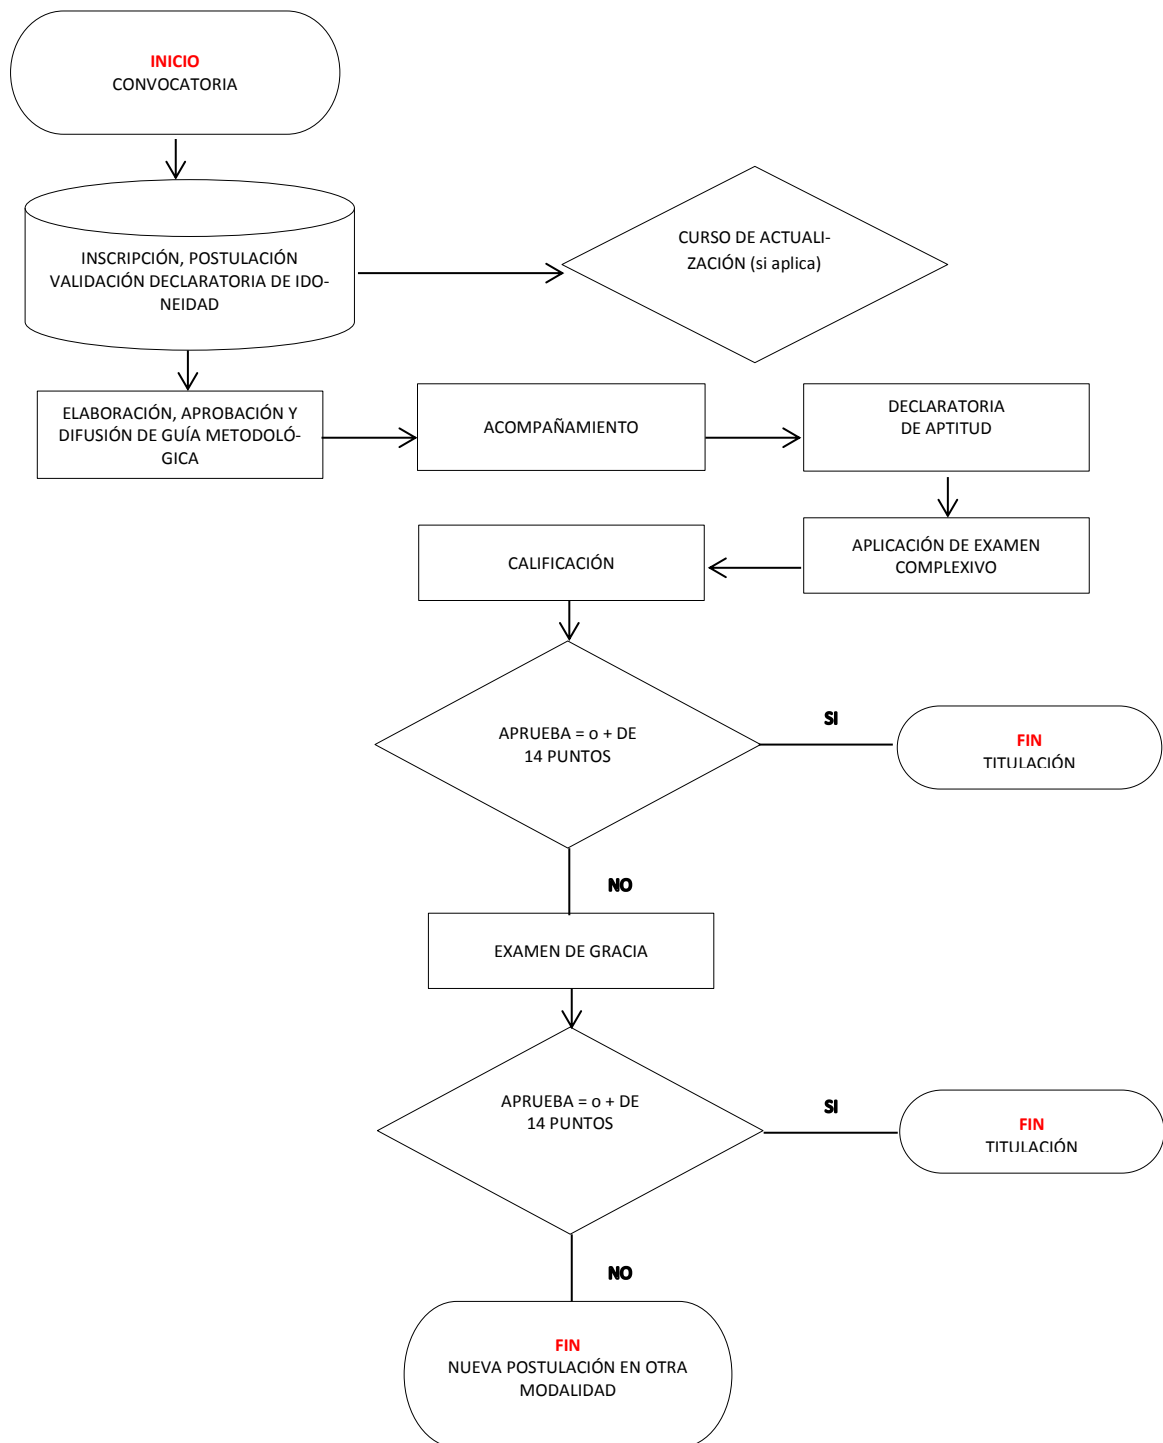 INICIO
CONVOCATORIA
INSCRIPCIÓN, POSTULACIÓN
VALIDACIÓN DECLARATORIA DE IDO-
NEIDAD
CURSO DE ACTUALI-
ZACIÓN (si aplica)
ELABORACIÓN, APROBACIÓN Y
DIFUSIÓN DE GUÍA METODOLÓ-
GICA
ACOMPAÑAMIENTO
DECLARATORIA
DE APTITUD
APLICACIÓN DE EXAMEN
COMPLEXIVO
CALIFICACIÓN
APRUEBA = o + DE
14 PUNTOS
SI
FIN
TITULACIÓN
NO
EXAMEN DE GRACIA
APRUEBA = o + DE
14 PUNTOS
SI
FIN
TITULACIÓN
NO
FIN
NUEVA POSTULACIÓN EN OTRA
MODALIDAD